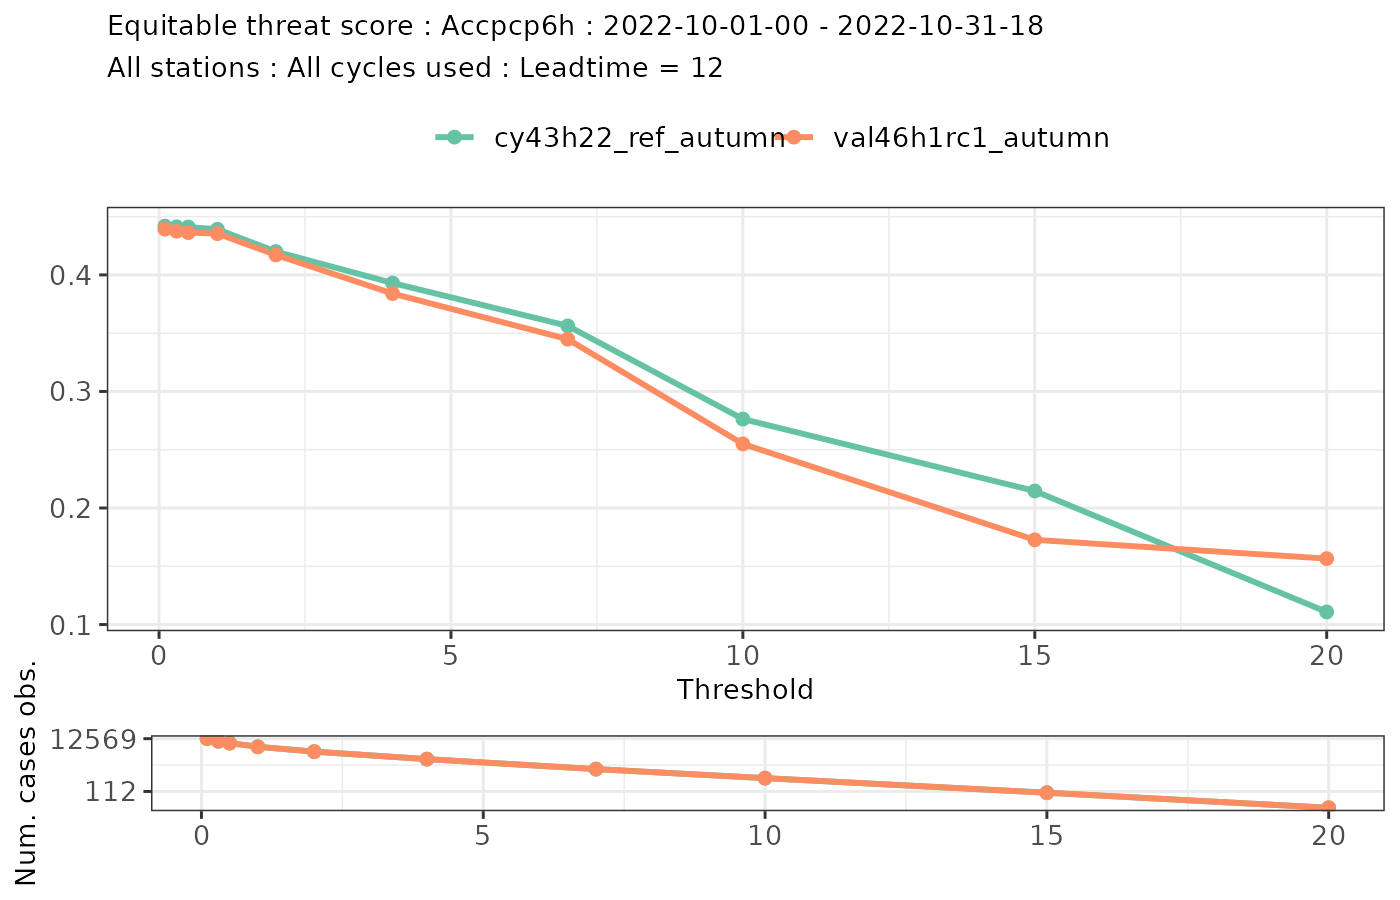 Equitable threat score : Accpcp6h : 2022-10-01-00 - 2022-10-31-18
All stations : All cycles used : Leadtime = 12
cy43h22_ref_autumn val46h1rc1_autumn
0.4
0.3
0.2
0.1
0 5 10 15 20
Threshold
Num. cases obs.
12569
112
0 5 10 15 20